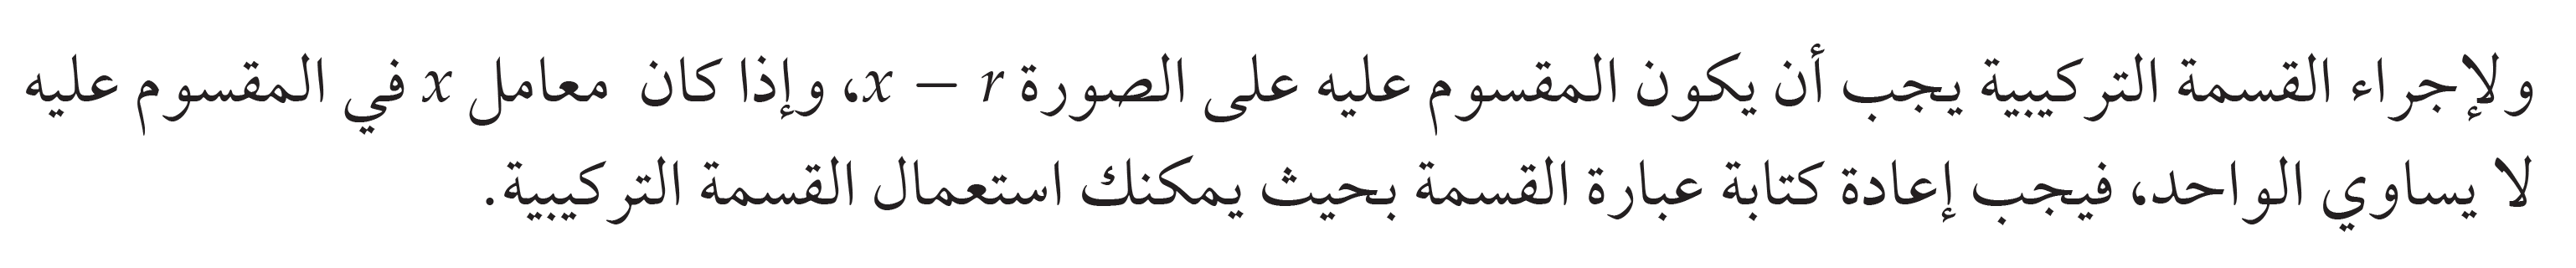 ولإجراء القسمة التركيبية يجب أن يكون المقسوم عليه على الصورة x − r، وإذا كان معامل x في المقسوم عليه
لا يساوي الواحد، فيجب إعادة كتابة عبارة القسمة بحيث يمكنك استعمال القسمة التركيبية.